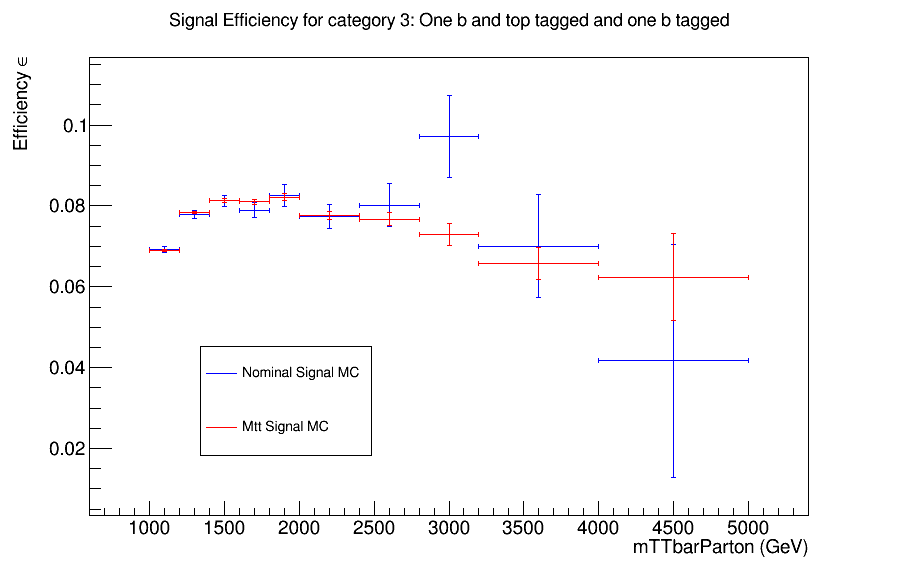 Signal Efficiency for category 3: One b and top tagged and one b tagged
Efficiency ∈
0.1
0.08
0.06
0.04
0.02
Nominal Signal MC
Mtt Signal MC
1000 1500 2000 2500 3000 3500 4000 4500 5000
mTTbarParton (GeV)